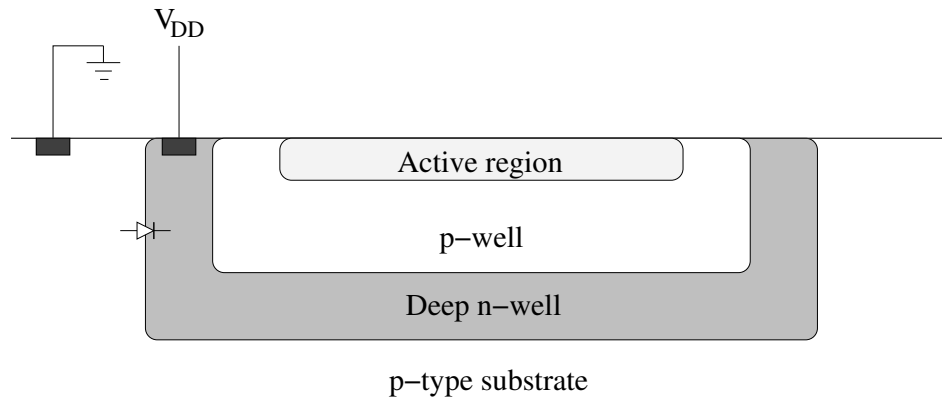 V_DD
Active region
p−well
Deep n−well
p−type substrate